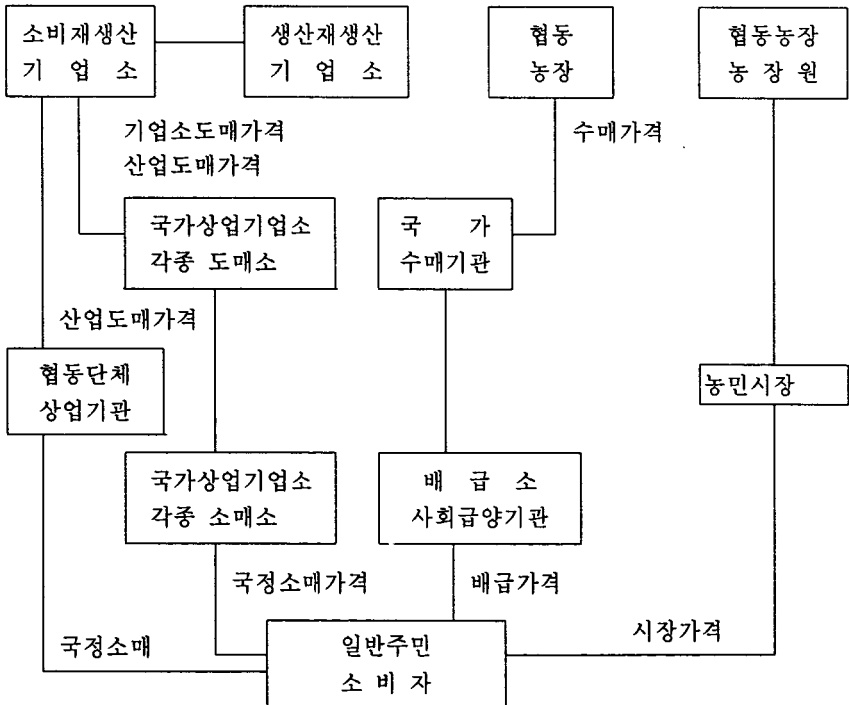 소비재생산
기 업 소
생산재생산
기 업 소
협동
농장
협동농장
농 장 원
기업소도매가격
산업도매가격
수매가격
국가상업기업소
각종 도매소
국 가
수매기관
산업도매가격
협동단체
상업기관
농민시장
국가상업기업소
각종 소매소
배 급 소
사회급양기관
국정소매가격
배급가격
국정소매
시장가격
일반주민
소 비 자